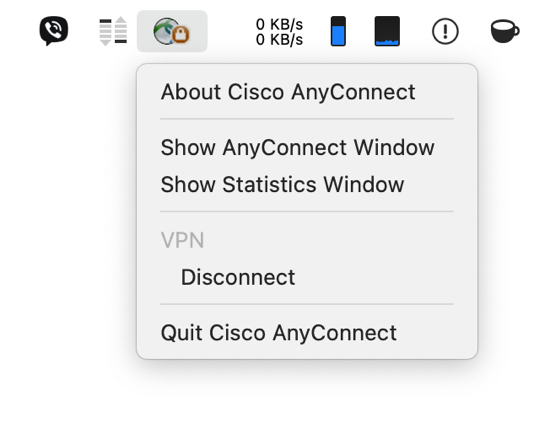 0 KB/s
0 KB/s
About Cisco AnyConnect
Show AnyConnect Window
Show Statistics Window
VPN
Disconnect
Quit Cisco AnyConnect